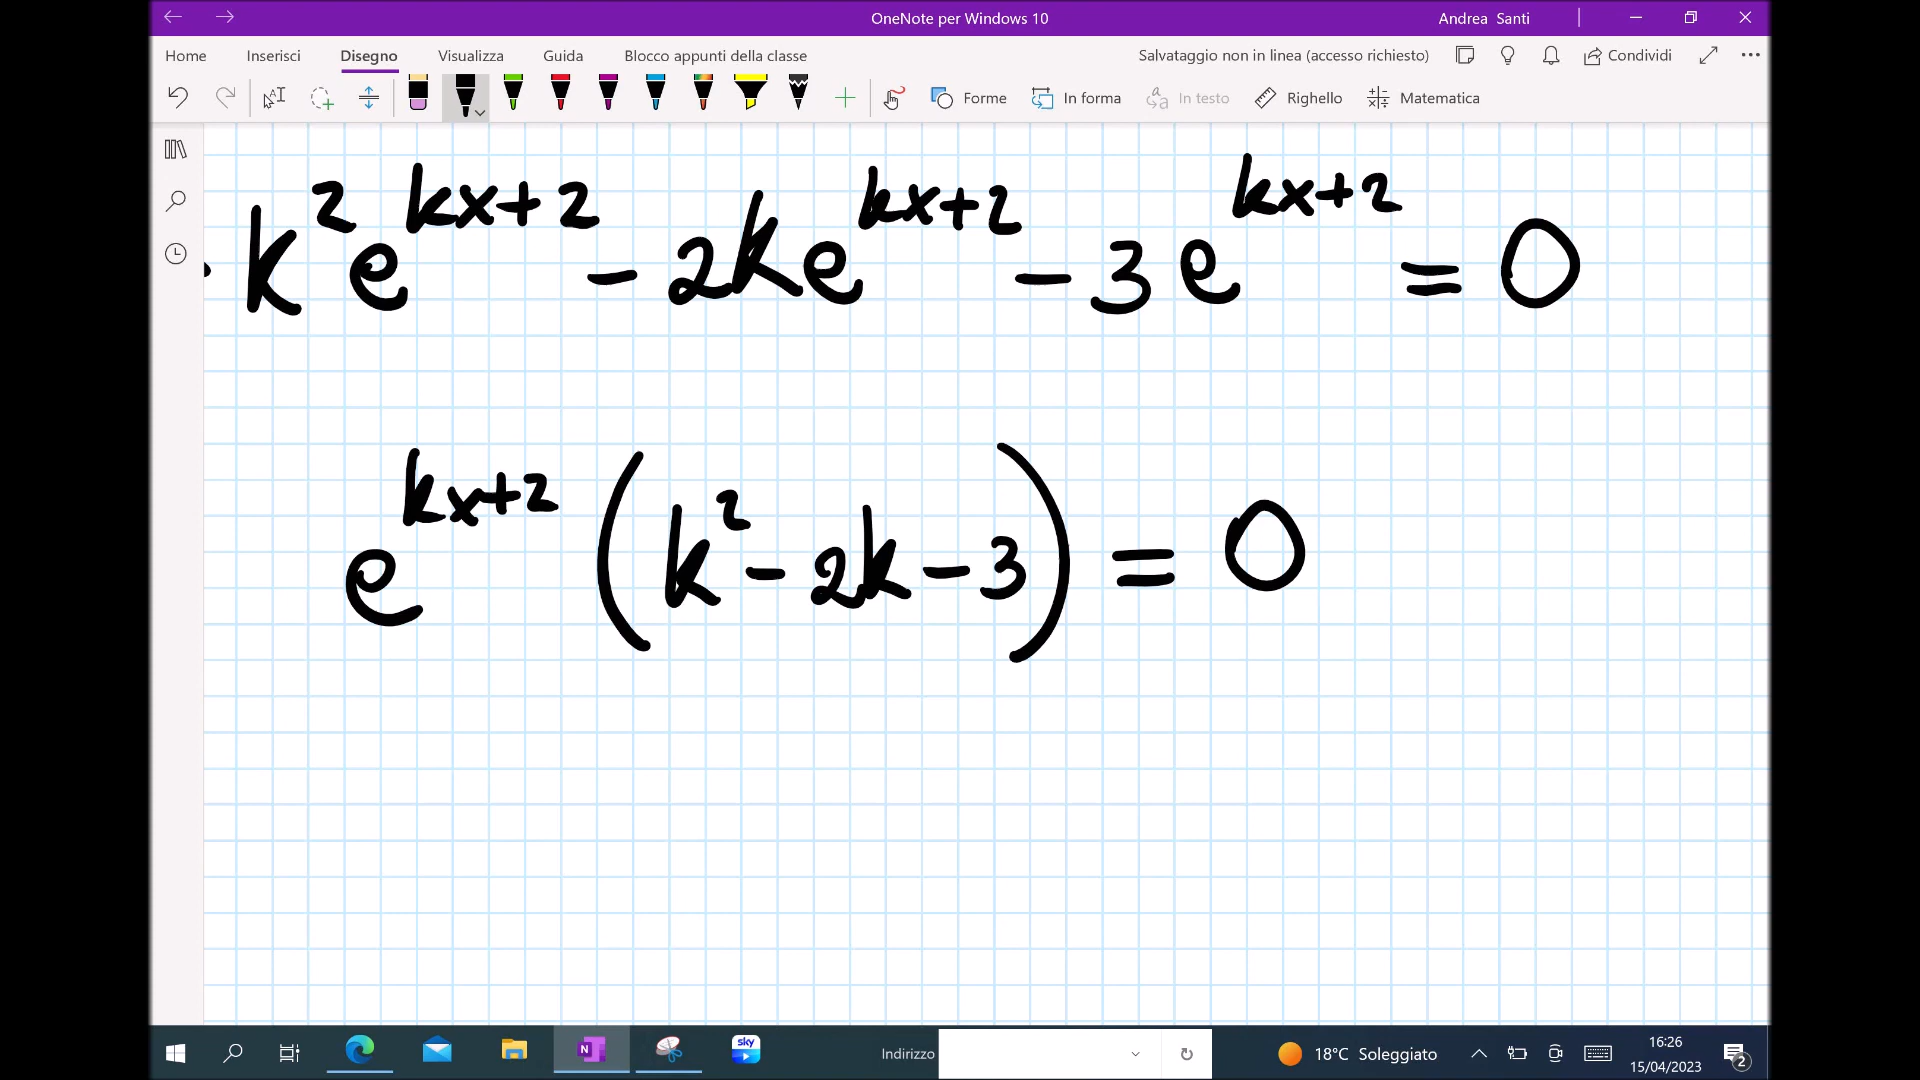 OneNote per Windows 10
Andrea Santi
Home Inserisci Disegno Visualizza Guida Blocco appunti della classe
Salvataggio non in linea (accesso richiesto) Condividi
Forme In forma In testo Righello Matematica
k²e^{kx+2} - 2ke^{kx+2} - 3e^{kx+2} = 0
e^{kx+2} (k² - 2k - 3) = 0
N
sky
Indirizzo
18°C Soleggiato
16:26
15/04/2023
2